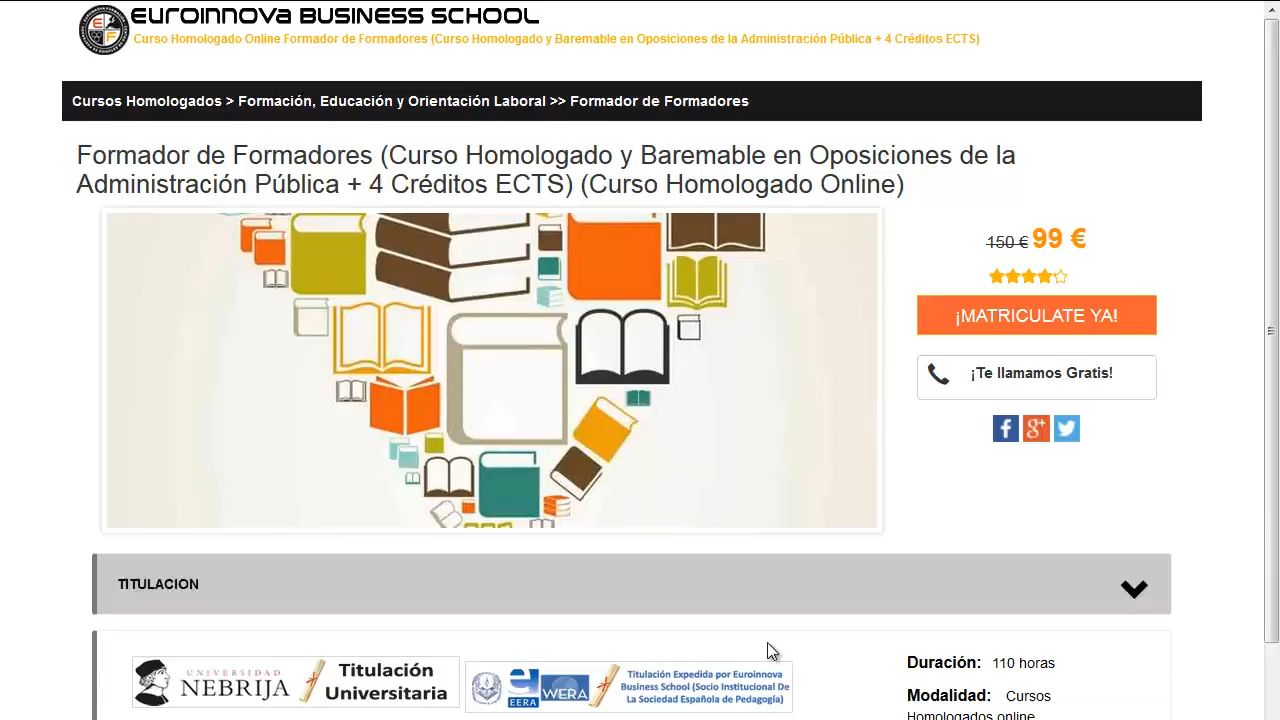 EUROINNOVA BUSINESS SCHOOL
Curso Homologado Online Formador de Formadores (Curso Homologado y Baremable en Oposiciones de la Administración Pública + 4 Créditos ECTS)
Cursos Homologados > Formación, Educación y Orientación Laboral >> Formador de Formadores
Formador de Formadores (Curso Homologado y Baremable en Oposiciones de la
Administración Pública + 4 Créditos ECTS) (Curso Homologado Online)
150 € 99 €
¡MATRICULATE YA!
¡Te llamamos Gratis!
TITULACION
UNIVERSIDAD
NEBRIJA
Titulación
Universitaria
EERA
WERA
Titulación Expedida por Euroinnova
Business School (Socio Institucional De
La Sociedad Española de Pedagogía)
Duración: 110 horas
Modalidad: Cursos
Homologados online